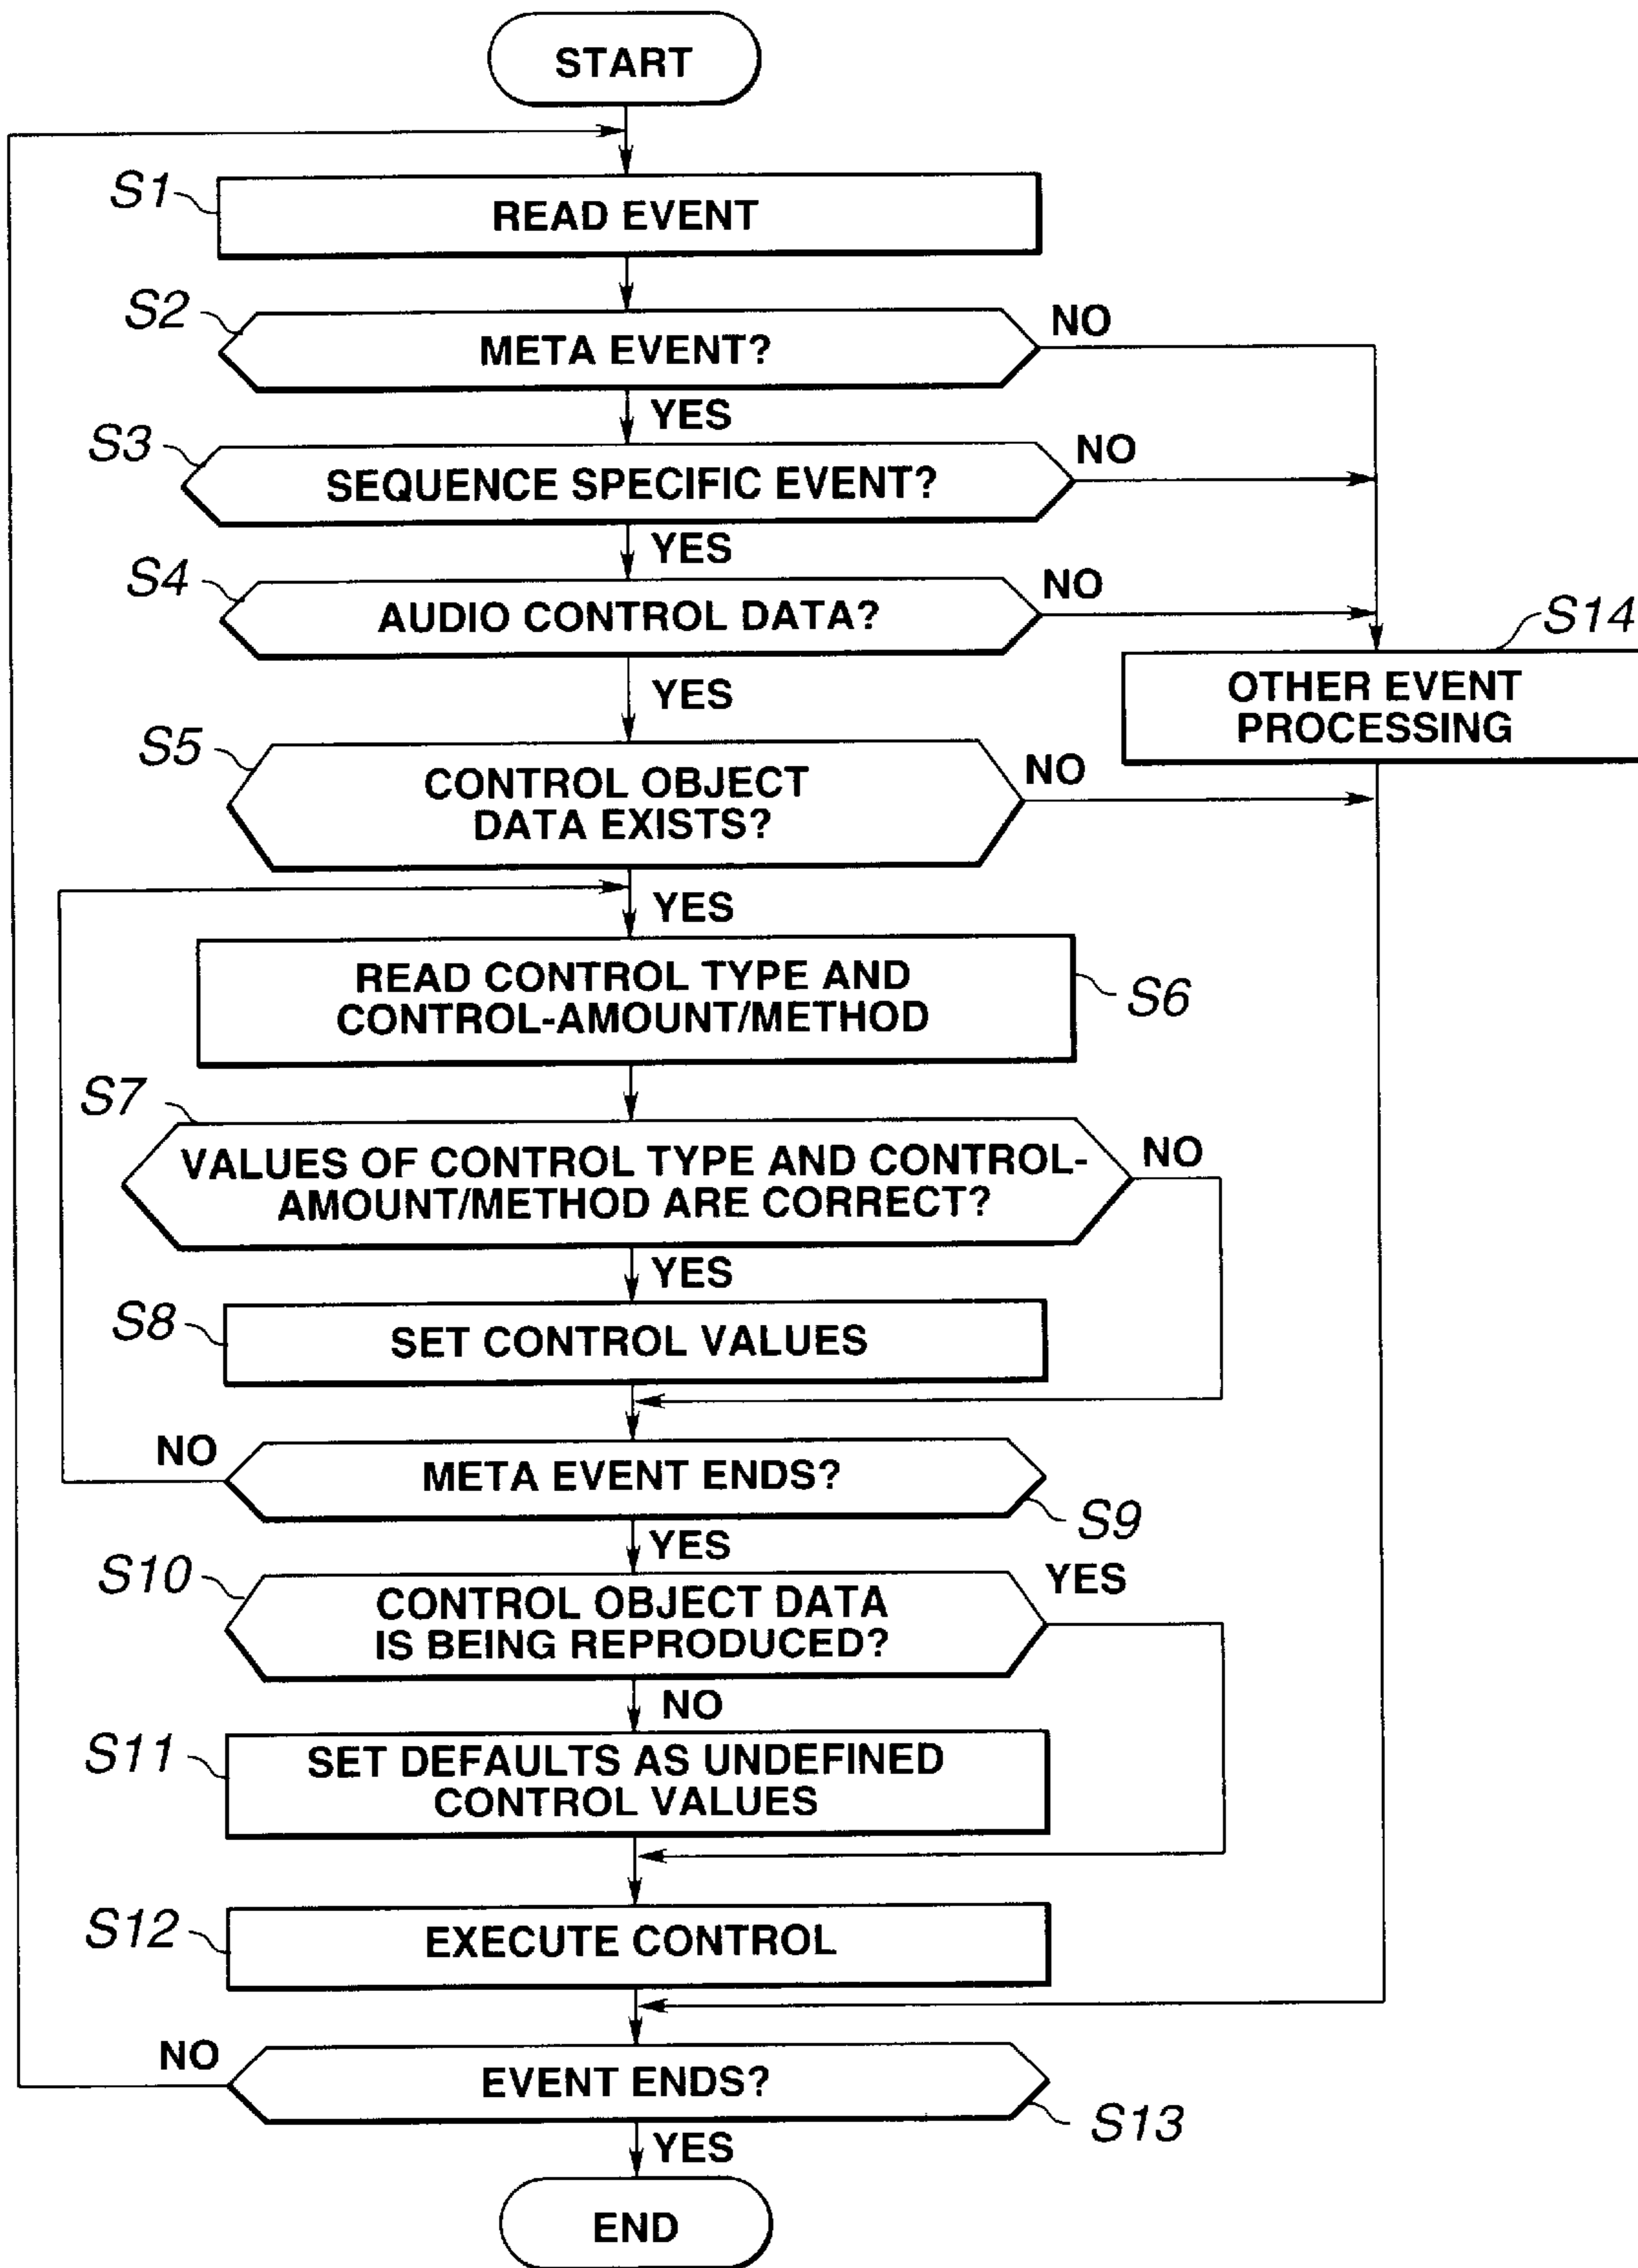 START
S1
READ EVENT
S2
META EVENT?
NO
YES
S3
SEQUENCE SPECIFIC EVENT?
NO
YES
S4
AUDIO CONTROL DATA?
NO
YES
S14
OTHER EVENT
PROCESSING
S5
CONTROL OBJECT
DATA EXISTS?
NO
YES
READ CONTROL TYPE AND
CONTROL-AMOUNT/METHOD
S6
S7
VALUES OF CONTROL TYPE AND CONTROL-
AMOUNT/METHOD ARE CORRECT?
NO
YES
S8
SET CONTROL VALUES
NO
META EVENT ENDS?
S9
YES
S10
CONTROL OBJECT DATA
IS BEING REPRODUCED?
YES
NO
S11
SET DEFAULTS AS UNDEFINED
CONTROL VALUES
S12
EXECUTE CONTROL
NO
EVENT ENDS?
S13
YES
END